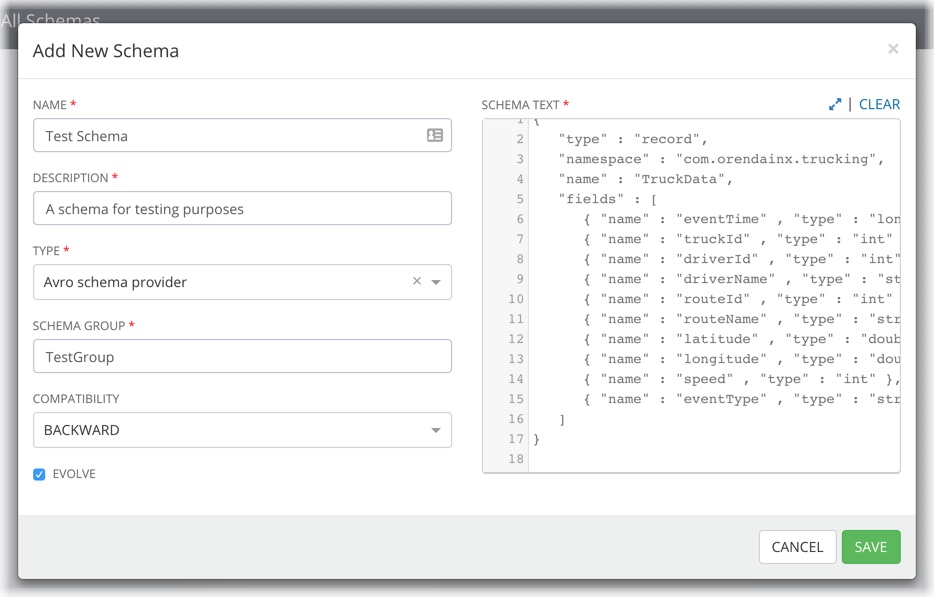 All Schemas
Add New Schema
×
NAME *
Test Schema
DESCRIPTION *
A schema for testing purposes
TYPE *
Avro schema provider
×
SCHEMA GROUP *
TestGroup
COMPATIBILITY
BACKWARD
EVOLVE
SCHEMA TEXT *
| CLEAR
1 {
2 "type" : "record",
3 "namespace" : "com.orendainx.trucking",
4 "name" : "TruckData",
5 "fields" : [
6 { "name" : "eventTime" , "type" : "lon
7 { "name" : "truckId" , "type" : "int"
8 { "name" : "driverId" , "type" : "int"
9 { "name" : "driverName" , "type" : "st
10 { "name" : "routeId" , "type" : "int"
11 { "name" : "routeName" , "type" : "str
12 { "name" : "latitude" , "type" : "doub
13 { "name" : "longitude" , "type" : "dou
14 { "name" : "speed" , "type" : "int" },
15 { "name" : "eventType" , "type" : "str
16 ]
17 }
18
CANCEL
SAVE